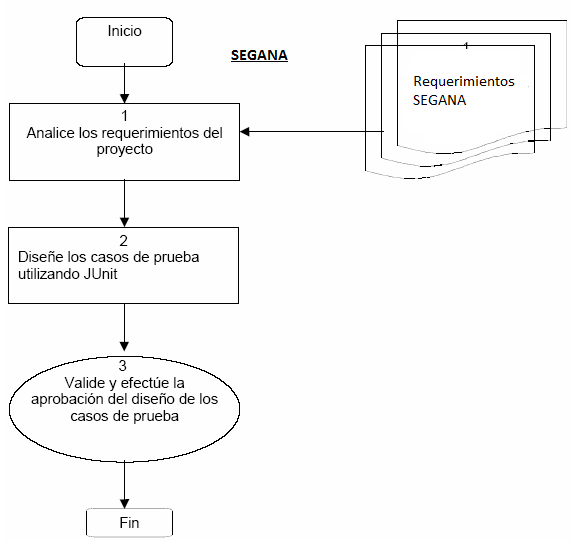 Inicio
SEGANA
1
Requerimientos
SEGANA
1
Analice los requerimientos del
proyecto
2
Diseñe los casos de prueba
utilizando JUnit
3
Valide y efectúe la
aprobación del diseño de los
casos de prueba
Fin